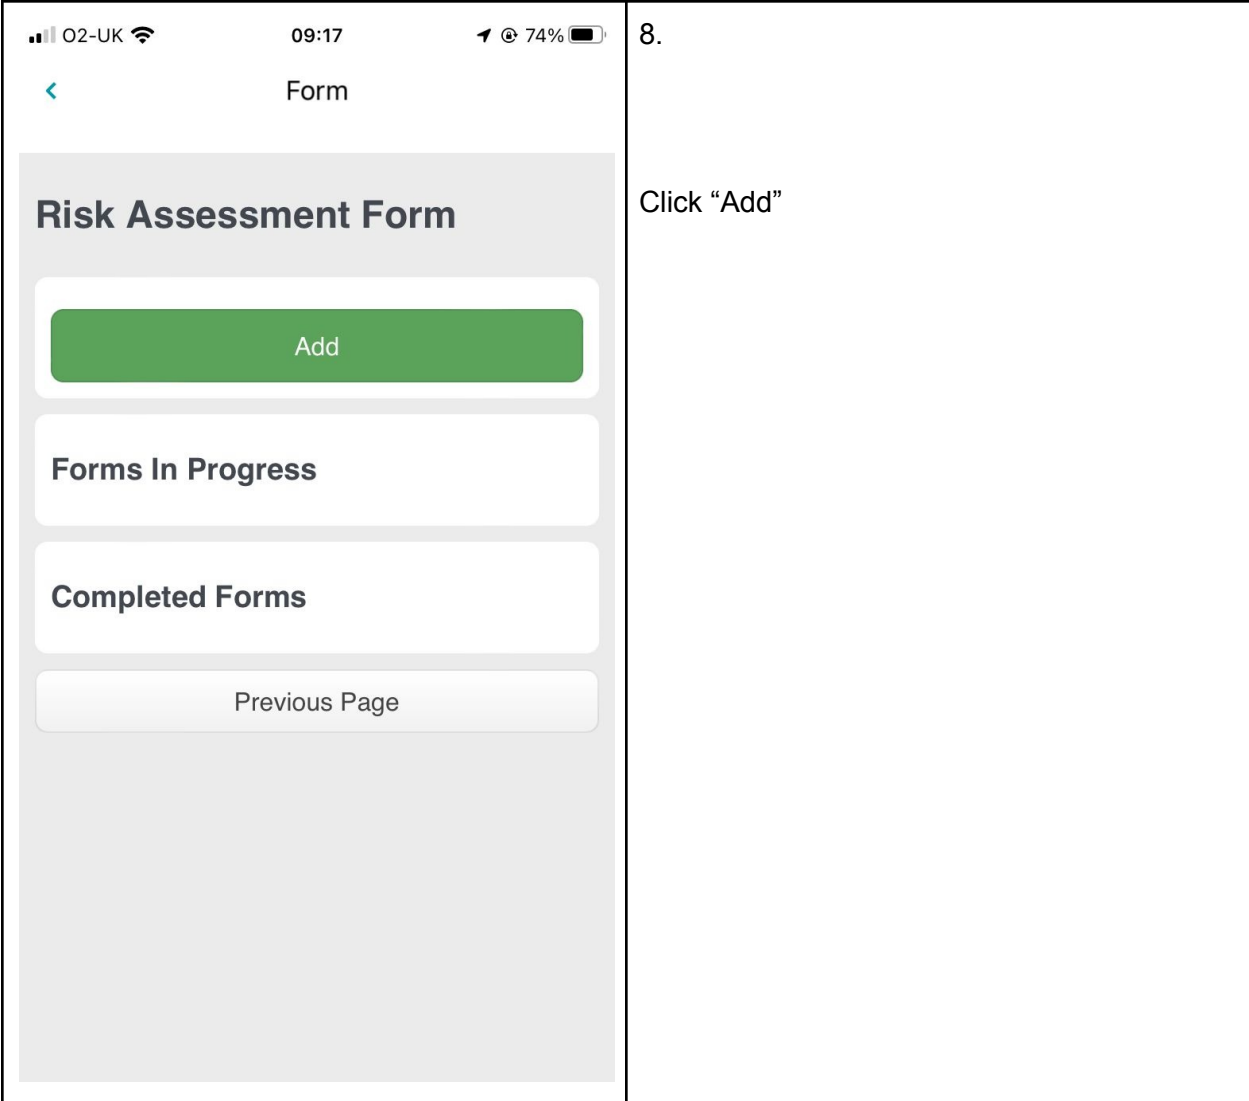 O2-UK 09:17 74%
Form
Risk Assessment Form
Add
Forms In Progress
Completed Forms
Previous Page
8.
Click “Add”